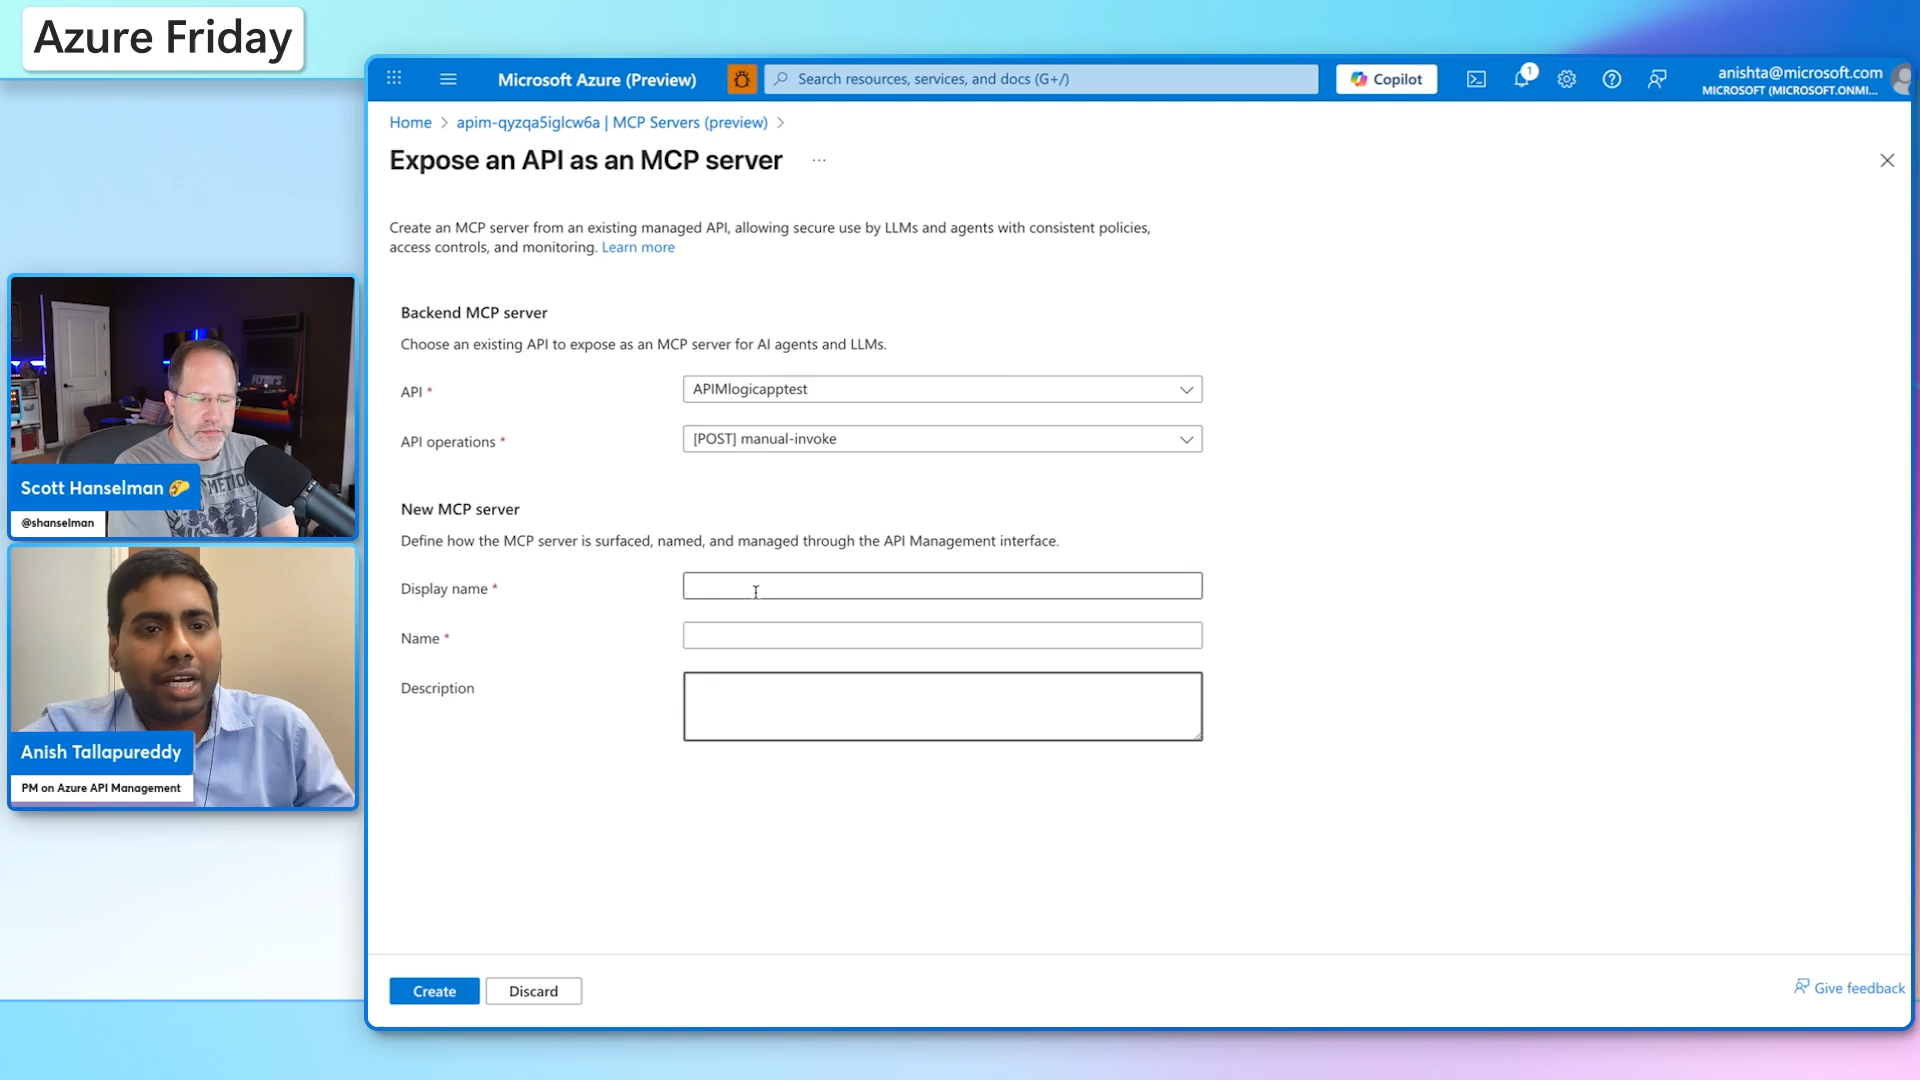 Azure Friday
Microsoft Azure (Preview)
Search resources, services, and docs (G+/)
Copilot
1
anishta@microsoft.com
MICROSOFT (MICROSOFT.ONMI...
Home > apim-qyzqa5iglcw6a | MCP Servers (preview) >
Expose an API as an MCP server ...
Create an MCP server from an existing managed API, allowing secure use by LLMs and agents with consistent policies,
access controls, and monitoring. Learn more
Backend MCP server
Choose an existing API to expose as an MCP server for AI agents and LLMs.
API *
APIMlogicapptest
API operations *
[POST] manual-invoke
New MCP server
Define how the MCP server is surfaced, named, and managed through the API Management interface.
Display name *
Name *
Description
Create
Discard
Give feedback
Scott Hanselman 🌮
@shanselman
Anish Tallapureddy
PM on Azure API Management